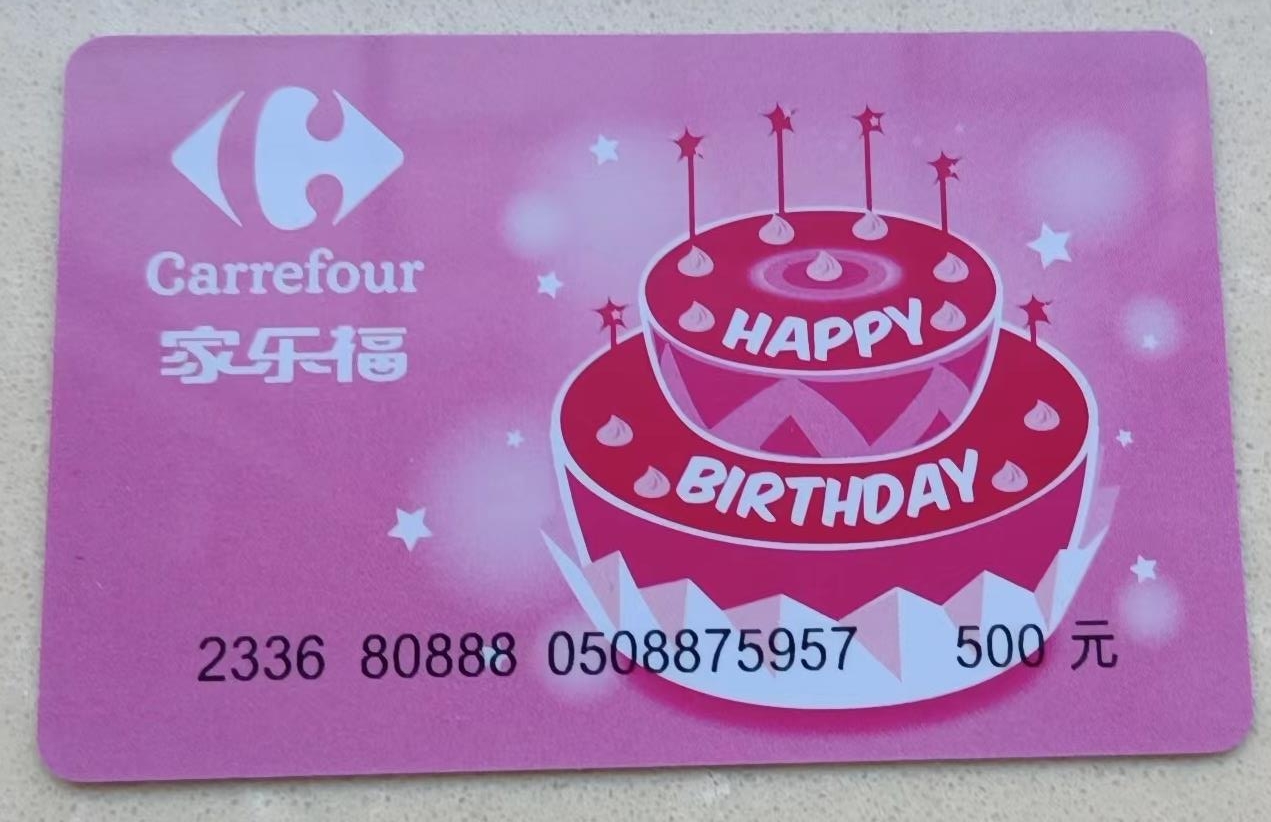 Carrefour
家乐福
HAPPY
BIRTHDAY
2336 80888 0508875957 500 元